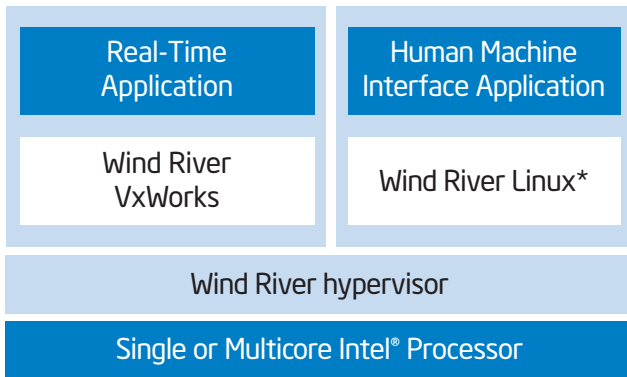 Real-Time
Application
Human Machine
Interface Application
Wind River
VxWorks
Wind River Linux*
Wind River hypervisor
Single or Multicore Intel® Processor